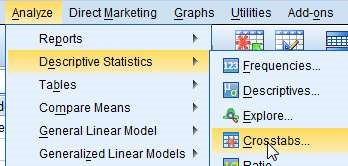 Analyze Direct Marketing Graphs Utilities Add-ons
Reports
Descriptive Statistics
Tables
Compare Means
General Linear Model
Generalized Linear Models
Frequencies...
Descriptives...
Explore...
Crosstabs...
Ratio